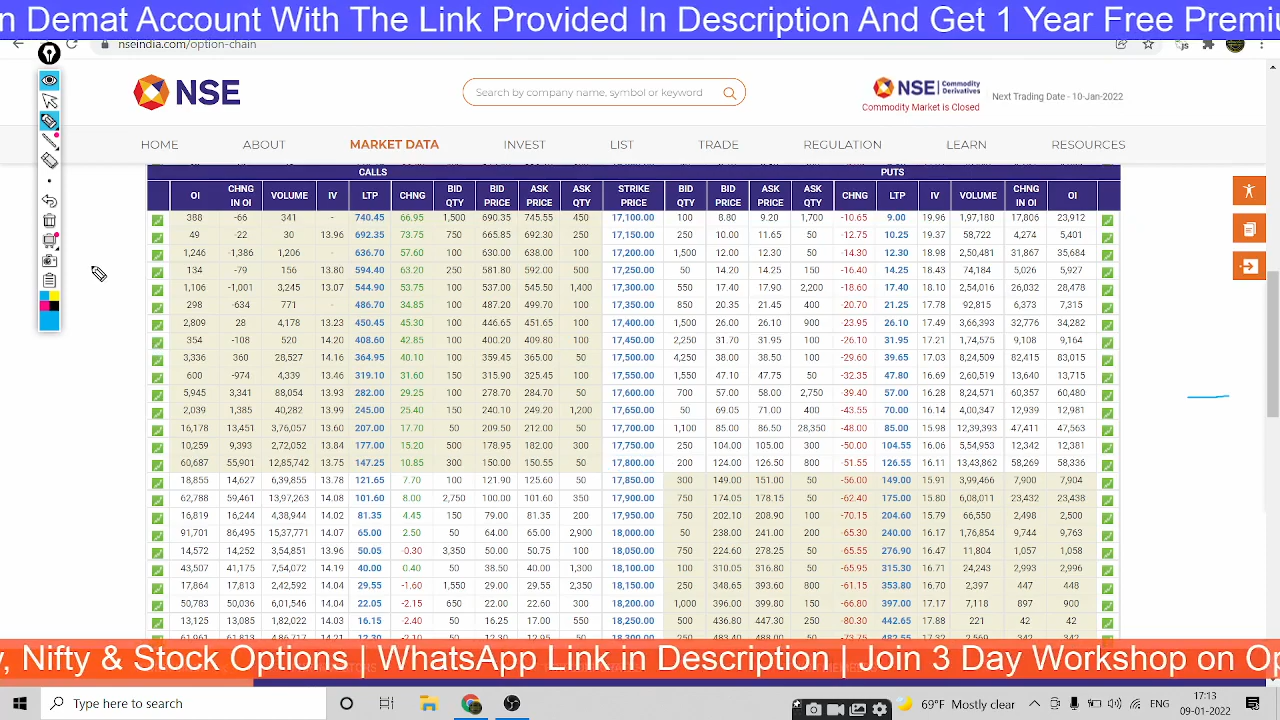 n Demat Account With The Link Provided In Description And Get 1 Year Free Premi
nseindia.com/option-chain
NSE
Search by company name, symbol or keyword
NSE Commodity Derivatives
Commodity Market is Closed
Next Trading Date - 10-Jan-2022
HOME ABOUT MARKET DATA INVEST LIST TRADE REGULATION LEARN RESOURCES
CALLS PUTS
OI CHNG IN OI VOLUME IV LTP CHNG BID QTY BID PRICE ASK PRICE ASK QTY STRIKE PRICE BID QTY BID PRICE ASK PRICE ASK QTY CHNG LTP IV VOLUME CHNG IN OI OI
388 -66 341 - 740.45 66.95 1,500 690.35 745.55 450 17,100.00 100 8.80 9.20 1,700 -10.65 9.00 19.96 1,97,180 17,806 23,912
49 -22 30 13.96 692.35 73.75 750 665.85 692.30 250 17,150.00 250 10.00 11.65 50 -12.75 10.25 19.37 58,722 4,274 5,401
1,246 -1,386 1,206 - 636.70 57.60 100 630.00 638.00 100 17,200.00 12.00 12.30 50 -14.30 12.30 18.98 2,50,481 31,867 35,684
134 -79 156 13.80 594.40 63.20 250 581.80 592.00 500 17,250.00 50 14.20 14.25 150 -16.40 14.25 18.43 74,184 5,026 5,927
1,106 -1,001 3,245 13.07 544.90 100 537.00 545.50 1,400 17,300.00 550 17.40 17.90 2,200 -18.60 17.40 18.10 2,54,016 26,032 28,478
298 -634 771 - 486.70 34.85 100 487.20 499.70 100 17,350.00 850 20.35 21.45 400 -20.70 21.25 17.78 92,815 6,373 7,315
2,809 28 4,178 13.23 450.45 45.30 100 446.65 451.65 100 17,400.00 1,500 26.00 26.10 900 -23.95 26.10 17.49 3,66,393 32,776 34,282
354 -108 520 14.20 408.60 42.85 100 400.20 409.80 100 17,450.00 2,250 31.70 31.95 100 -26.10 31.95 17.21 1,74,575 9,108 9,164
3,336 360 28,527 14.16 364.95 40.10 100 359.45 365.00 50 17,500.00 4,250 38.00 38.50 100 -29.60 39.65 17.03 8,24,509 82,415 83,015
600 -974 4,339 13.46 319.10 31.60 150 315.90 325.45 100 17,550.00 1,550 47.10 47.75 50 -32.35 47.80 16.69 2,60,519 13,640 13,715
5,945 3,341 88,054 13.93 282.00 29.25 100 278.70 284.70 50 17,600.00 700 57.00 58.00 2,750 -39.40 57.00 16.28 8,24,571 60,357 60,480
2,039 1,385 40,282 13.99 245.00 25.40 150 240.10 249.20 1,200 17,650.00 50 69.05 71.00 400 -43.55 70.00 16.14 4,00,347 12,939 12,981
16,178 13,451 3,76,057 13.60 207.00 17.70 50 209.50 212.00 50 17,700.00 1,100 85.00 86.50 28,350 -48.00 85.00 15.98 12,39,393 47,411 47,563
10,259 9,393 2,72,052 13.84 177.00 15.20 500 178.95 182.00 300 17,750.00 250 104.00 105.00 300 -50.00 104.55 16.06 5,54,953 12,342 12,381
60,687 55,901 12,85,742 13.75 147.25 10.85 300 150.00 150.55 50 17,800.00 200 124.00 126.50 800 -51.55 126.55 16.11 13,43,862 58,269 58,336
18,855 14,627 6,39,855 13.78 121.65 7.70 100 121.90 125.60 50 17,850.00 300 149.00 151.00 50 -56.00 149.00 15.91 3,99,466 7,900 7,904
62,788 59,461 13,97,263 14.08 101.60 8.00 2,750 100.00 101.60 350 17,900.00 750 174.05 178.15 50 -62.40 175.00 15.80 6,08,011 23,438
16,819 16,244 4,38,944 14.02 81.35 4.45 150 79.00 81.35 200 17,950.00 750 202.10 208.90 100 -70.15 204.60 15.79 66,550 2,498 2,500
91,701 86,495 15,37,771 14.07 65.00 2.50 50 64.00 65.00 2,900 18,000.00 50 238.00 241.00 200 -65.30 240.00 16.17 1,76,854 9,744 9,763
14,572 14,252 3,54,851 13.96 50.05 -0.30 3,350 50.00 50.75 100 18,050.00 750 224.60 278.25 50 -65.55 276.90 16.47 11,804 1,057 1,058
43,507 41,175 7,54,072 14.19 40.00 0.40 50 38.50 40.00 1,300 18,100.00 100 310.05 316.80 50 -65.95 315.30 16.71 24,243 2,993 2,996
17,864 17,813 2,42,592 14.04 29.55 -1.60 1,550 29.00 29.55 2,350 18,150.00 250 348.65 393.60 800 -61.15 353.80 16.70 2,397 447 448
50,783 50,036 6,01,546 14.04 22.05 -2.15 650 22.00 22.60 300 18,200.00 1,000 396.00 399.80 150 -66.80 397.00 17.17 7,118 897 900
13,125 13,085 1,82,022 14.03 16.15 -2.40 50 16.25 17.00 550 18,250.00 50 436.80 447.30 250 -80.30 442.65 17.88 221 42 42
y, Nifty & Stock Options | WhatsApp Link in Description | Join 3 Day Workshop on Op
Type here to search
69°F Mostly clear
ENG
17:13
09-01-2022